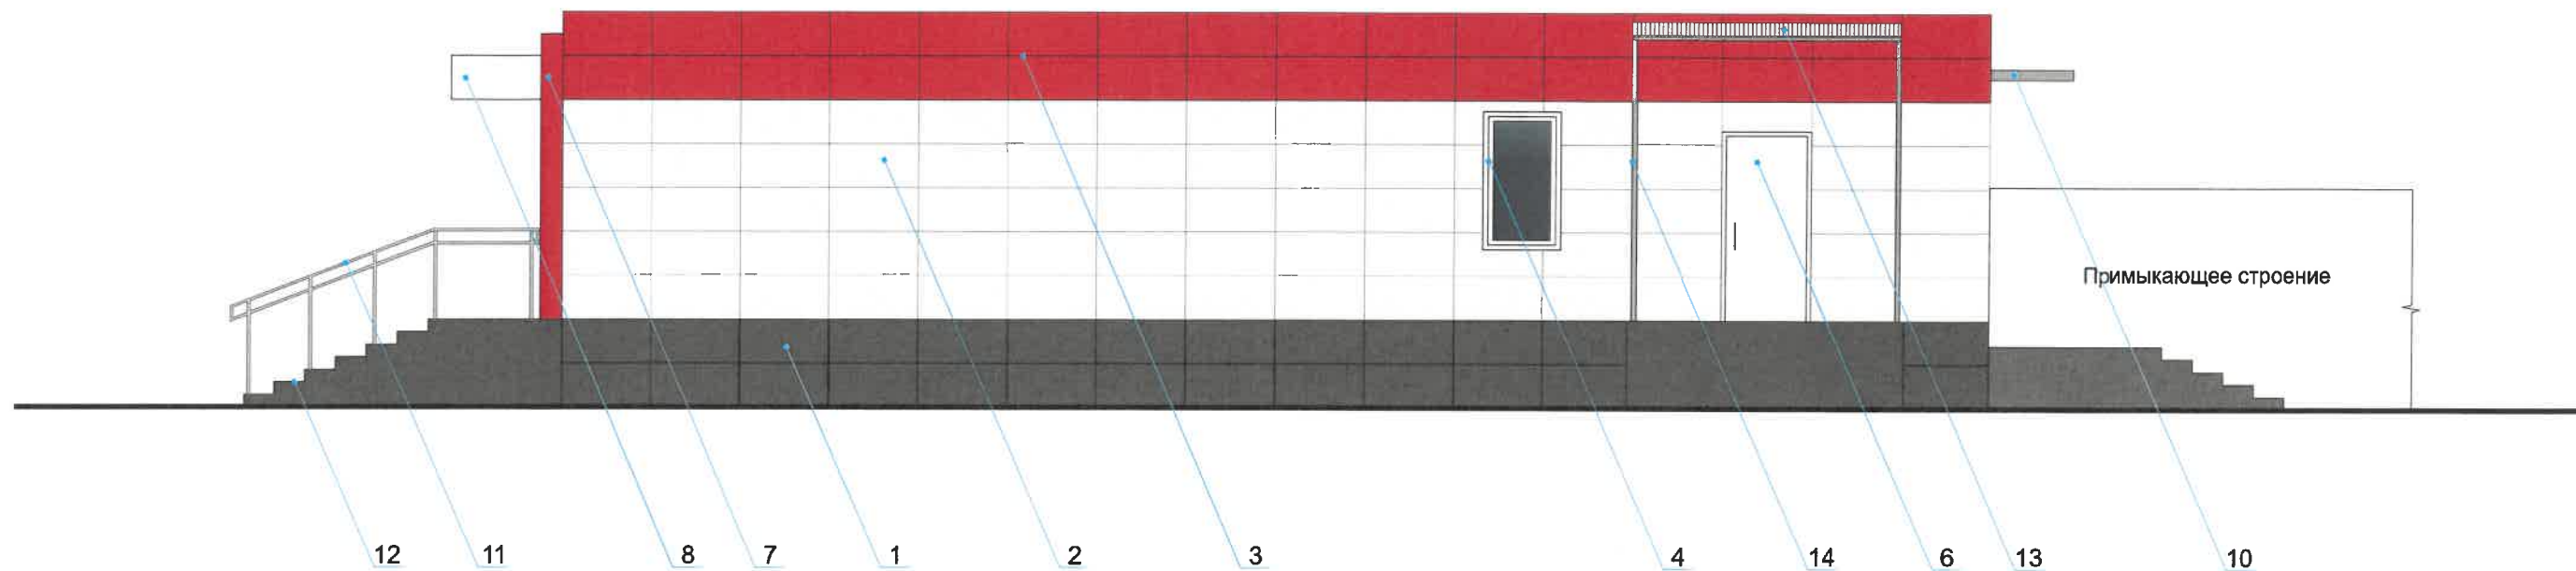 Примыкающее строение
12 11 8 7 1 2 3 4 14 6 13 10